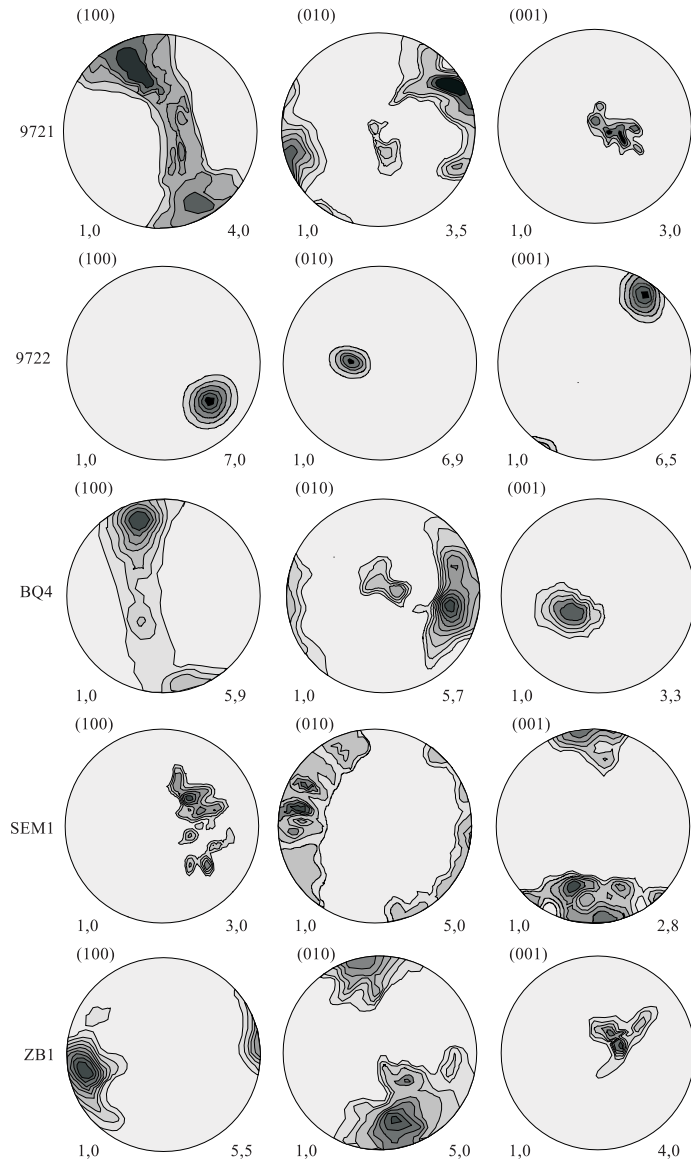 (100) (010) (001)
9721
1,0 4,0 1,0 3,5 1,0 3,0
(100) (010) (001)
9722
1,0 7,0 1,0 6,9 1,0 6,5
(100) (010) (001)
BQ4
1,0 5,9 1,0 5,7 1,0 3,3
(100) (010) (001)
SEM1
1,0 3,0 1,0 5,0 1,0 2,8
(100) (010) (001)
ZB1
1,0 5,5 1,0 5,0 1,0 4,0